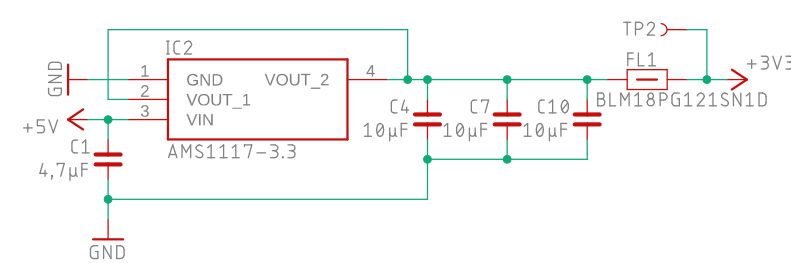 TP2
IC2
FL1
+3V3
GND
1
GND
VOUT_2
4
2
VOUT_1
3
VIN
BLM18PG121SN1D
C4
C7
C10
+5V
10µF
10µF
10µF
C1
AMS1117-3.3
4,7µF
GND